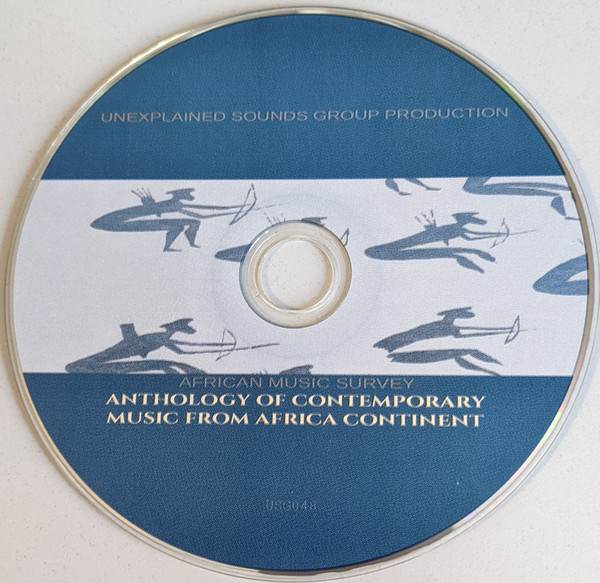 UNEXPLAINED SOUNDS GROUP PRODUCTION
AFRICAN MUSIC SURVEY
ANTHOLOGY OF CONTEMPORARY
MUSIC FROM AFRICA CONTINENT
USG048